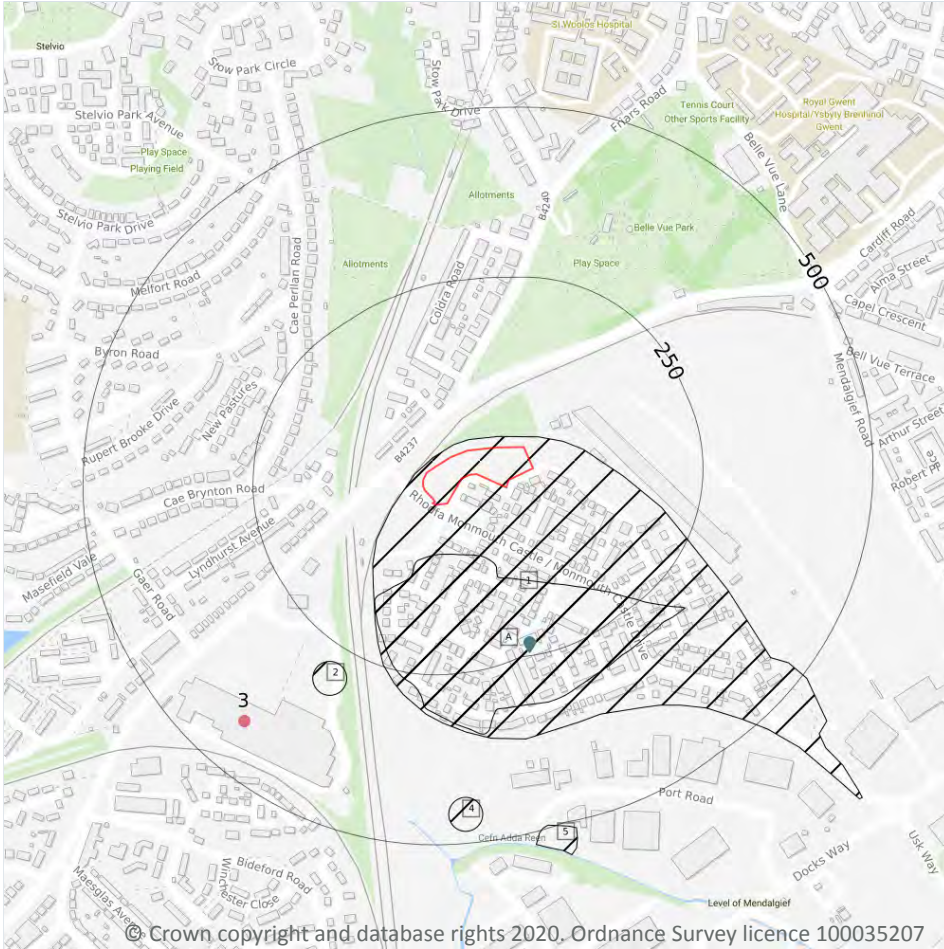 St Woolos Hospital
Stelvio
Stow Park Circle
Stow Park Drive
Stelvio Park Avenue
Friars Road
Tennis Court
Other Sports Facility
Royal Gwent
Hospital/Ysbyty Brenhinol
Gwent
Play Space
Playing Field
Belle Vue Lane
Allotments
B4240
Stelvio Park Drive
Cardiff Road
Belle Vue Park
Alma Street
Allotments
Play Space
500
Melfort Road
Cae Perllan Road
Coldra Road
Capel Crescent
Byron Road
250
Bell Vue Terrace
Mendalgief Road
New Pastures
Arthur Street
Rupert Brooke Drive
B4237
Cae Brynton Road
Rhodfa Monmouth Castle / Monmouth Castle Drive
Lyndhurst Avenue
Masefield Vale
Gaer Road
1
A
2
3
4
Port Road
5
Cefn Adda Reen
Usk Way
Docks Way
Bideford Road
Winchester Close
Maesglas Avenue
Level of Mendalgief
© Crown copyright and database rights 2020. Ordnance Survey licence 100035207